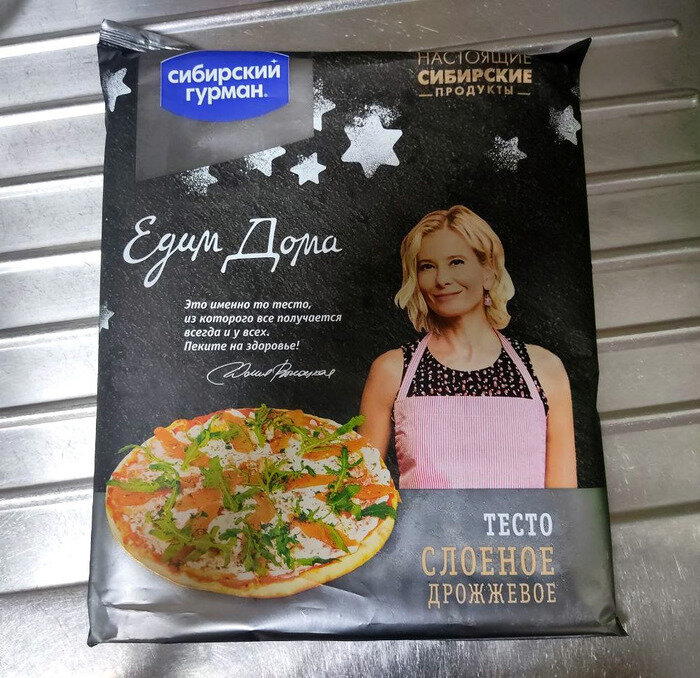 сибирский
гурман.
НАСТОЯЩИЕ
СИБИРСКИЕ
ПРОДУКТЫ
Едим Дома
Это именно то тесто,
из которого все получается
всегда и у всех.
Пеките на здоровье!
ТЕСТО
СЛОЕНОЕ
ДРОЖЖЕВОЕ